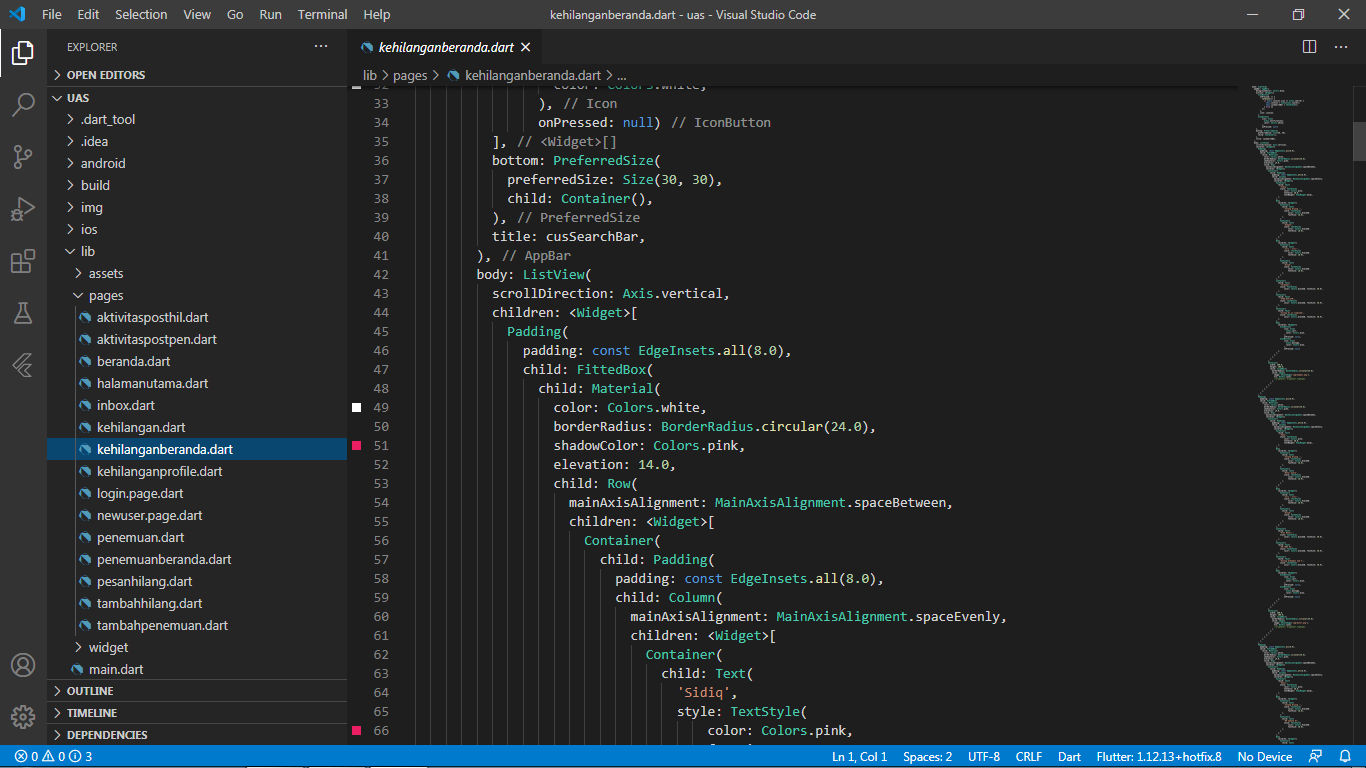 File Edit Selection View Go Run Terminal Help
kehilanganberanda.dart - uas - Visual Studio Code
EXPLORER
OPEN EDITORS
UAS
.dart_tool
.idea
android
build
img
ios
lib
assets
pages
aktivitasposthil.dart
aktivitaspostpen.dart
beranda.dart
halamanutama.dart
inbox.dart
kehilangan.dart
kehilanganberanda.dart
kehilanganprofile.dart
login.page.dart
newuser.page.dart
penemuan.dart
penemuanberanda.dart
pesanhilang.dart
tambahhilang.dart
tambahpenemuan.dart
widget
main.dart
OUTLINE
TIMELINE
DEPENDENCIES
kehilanganberanda.dart
lib > pages > kehilanganberanda.dart > ...
32 color: Colors.white,
33 ), // Icon
34 onPressed: null) // IconButton
35 ], // <Widget>[]
36 bottom: PreferredSize(
37 preferredSize: Size(30, 30),
38 child: Container(),
39 ), // PreferredSize
40 title: cusSearchBar,
41 ), // AppBar
42 body: ListView(
43 scrollDirection: Axis.vertical,
44 children: <Widget>[
45 Padding(
46 padding: const EdgeInsets.all(8.0),
47 child: FittedBox(
48 child: Material(
49 color: Colors.white,
50 borderRadius: BorderRadius.circular(24.0),
51 shadowColor: Colors.pink,
52 elevation: 14.0,
53 child: Row(
54 mainAxisAlignment: MainAxisAlignment.spaceBetween,
55 children: <Widget>[
56 Container(
57 child: Padding(
58 padding: const EdgeInsets.all(8.0),
59 child: Column(
60 mainAxisAlignment: MainAxisAlignment.spaceEvenly,
61 children: <Widget>[
62 Container(
63 child: Text(
64 'Sidiq',
65 style: TextStyle(
66 color: Colors.pink,
0 0 3
Ln 1, Col 1 Spaces: 2 UTF-8 CRLF Dart Flutter: 1.12.13+hotfix.8 No Device